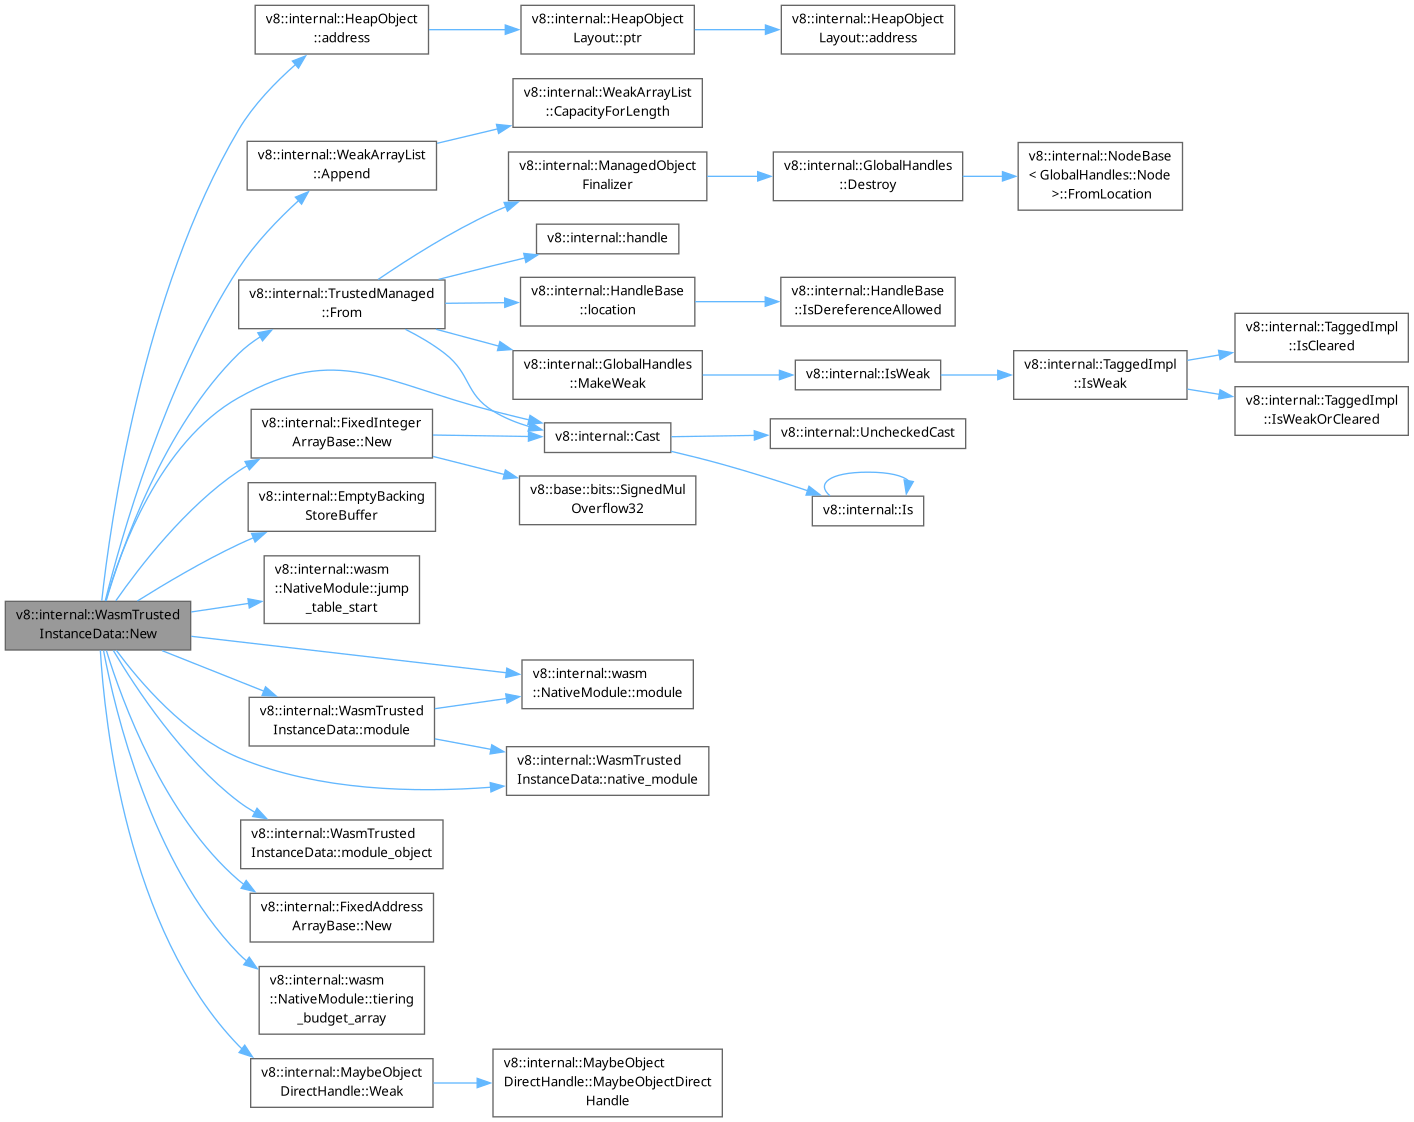 v8::internal::HeapObject
::address
v8::internal::HeapObject
Layout::ptr
v8::internal::HeapObject
Layout::address
v8::internal::WeakArrayList
::CapacityForLength
v8::internal::WeakArrayList
::Append
v8::internal::ManagedObject
Finalizer
v8::internal::GlobalHandles
::Destroy
v8::internal::NodeBase
< GlobalHandles::Node
>::FromLocation
v8::internal::handle
v8::internal::TrustedManaged
::From
v8::internal::HandleBase
::location
v8::internal::HandleBase
::IsDereferenceAllowed
v8::internal::GlobalHandles
::MakeWeak
v8::internal::IsWeak
v8::internal::TaggedImpl
::IsWeak
v8::internal::TaggedImpl
::IsCleared
v8::internal::TaggedImpl
::IsWeakOrCleared
v8::internal::FixedInteger
ArrayBase::New
v8::internal::Cast
v8::internal::UncheckedCast
v8::internal::EmptyBacking
StoreBuffer
v8::base::bits::SignedMul
Overflow32
v8::internal::Is
v8::internal::wasm
::NativeModule::jump
_table_start
v8::internal::WasmTrusted
InstanceData::New
v8::internal::wasm
::NativeModule::module
v8::internal::WasmTrusted
InstanceData::module
v8::internal::WasmTrusted
InstanceData::native_module
v8::internal::WasmTrusted
InstanceData::module_object
v8::internal::FixedAddress
ArrayBase::New
v8::internal::wasm
::NativeModule::tiering
_budget_array
v8::internal::MaybeObject
DirectHandle::Weak
v8::internal::MaybeObject
DirectHandle::MaybeObjectDirect
Handle